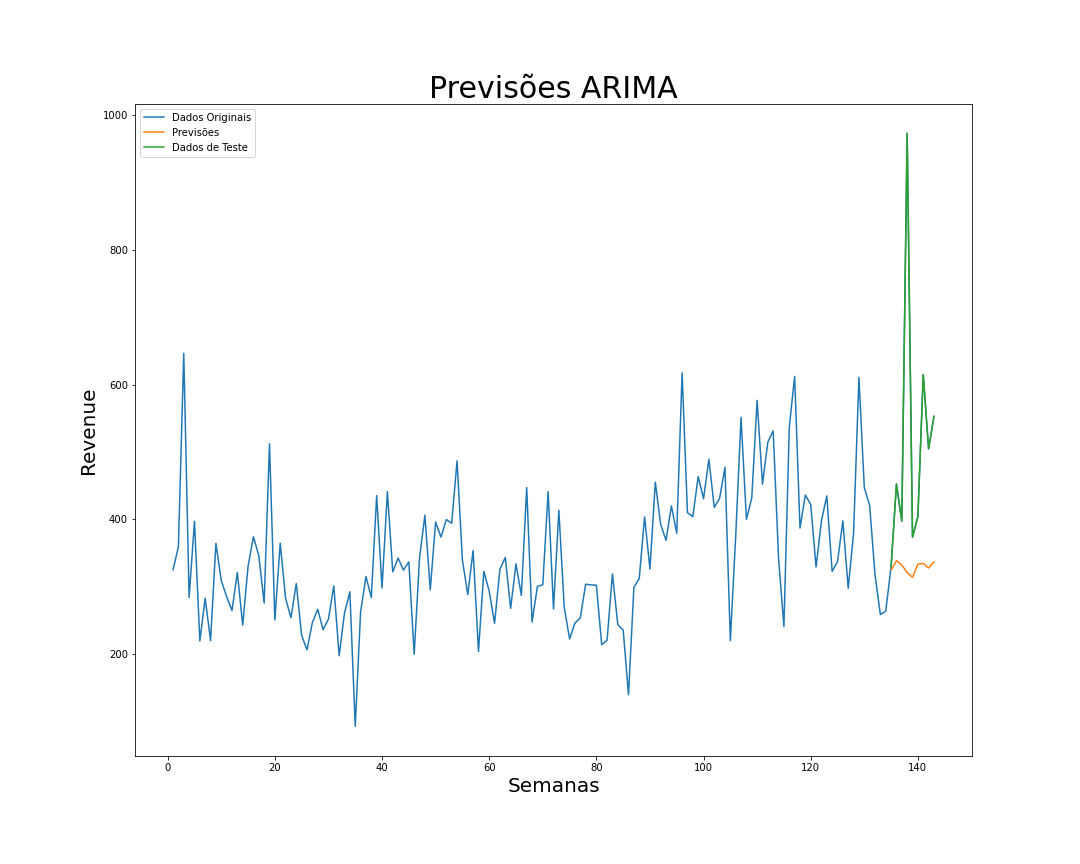 Previsões ARIMA
Dados Originais
Previsões
Dados de Teste
Revenue
1000
800
600
400
200
0 20 40 60 80 100 120 140
Semanas